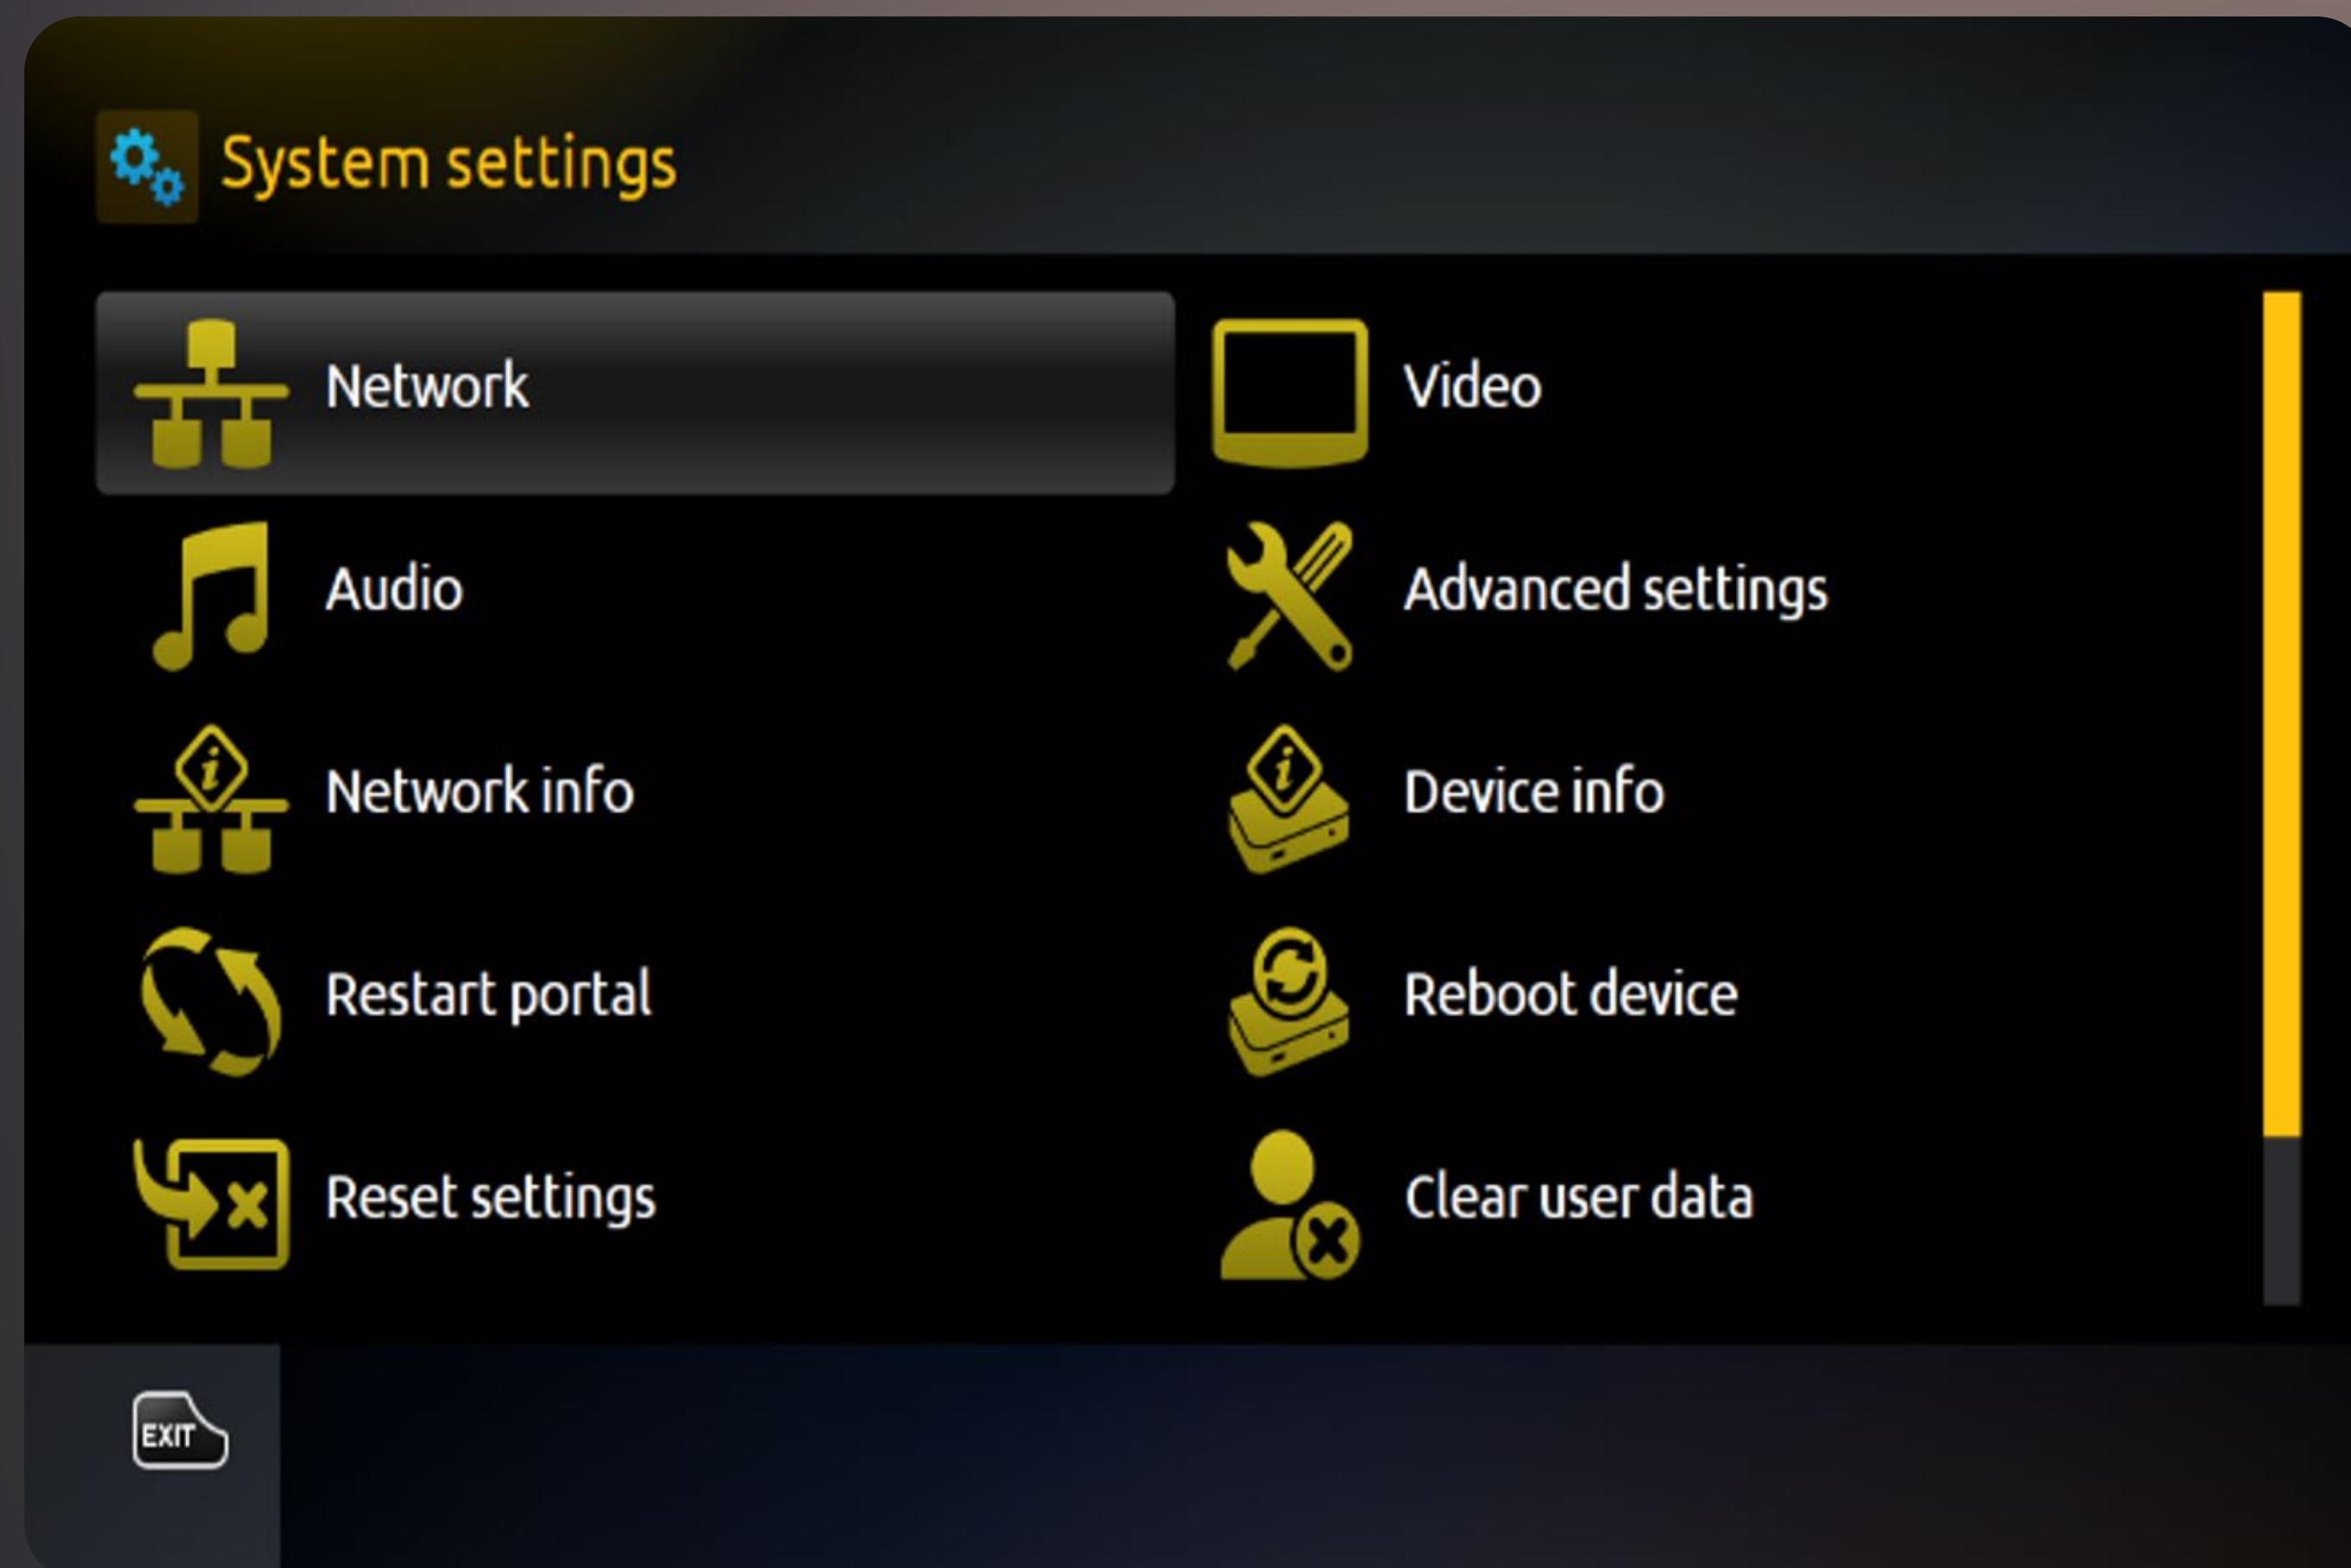 System settings
Network
Video
Audio
Advanced settings
Network info
Device info
Restart portal
Reboot device
Reset settings
Clear user data
EXIT